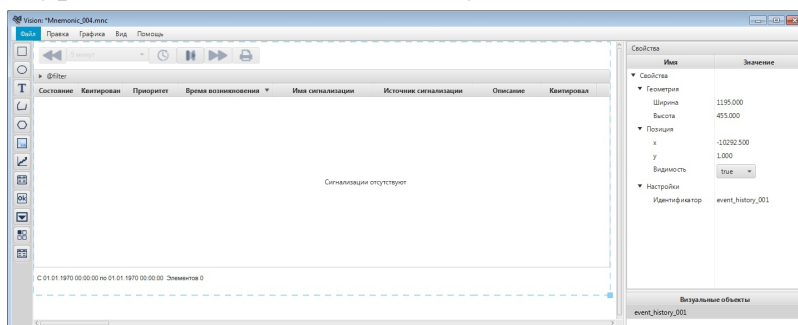 Vision: *Mnemonic_004.mnc
Файл Правка Графика Вид Помощь
@filter
Состояние Квитирован Приоритет Время возникновения Имя сигнализации Источник сигнализации Описание Квитировал
Сигнализации отсутствуют
С 01.01.1970 00:00:00 по 01.01.1970 00:00:00 Элементов 0
T
Ok
Свойства
Имя Значение
Свойства
Геометрия
Ширина 1195.000
Высота 455.000
Позиция
x -10292.500
y 1.000
Видимость true
Настройки
Идентификатор event_history_001
Визуальные объекты
event_history_001